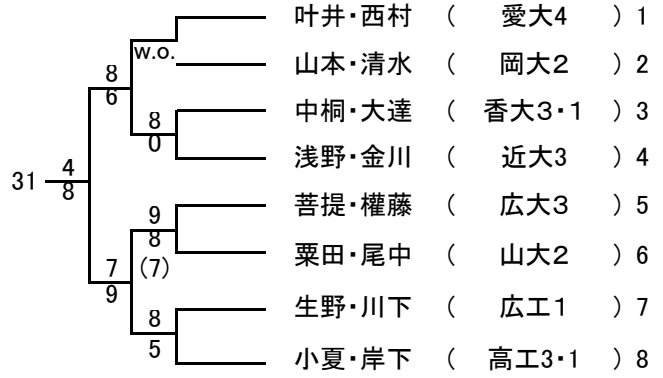 叶井・西村 ( 愛大4 ) 1
w.o.
山本・清水 ( 岡大2 ) 2
8
6
中桐・大達 ( 香大3・1 ) 3
8
0
浅野・金川 ( 近大3 ) 4
31
4
8
菩提・權藤 ( 広大3 ) 5
9
8
(7)
粟田・尾中 ( 山大2 ) 6
7
9
生野・川下 ( 広工1 ) 7
8
5
小夏・岸下 ( 高工3・1 ) 8